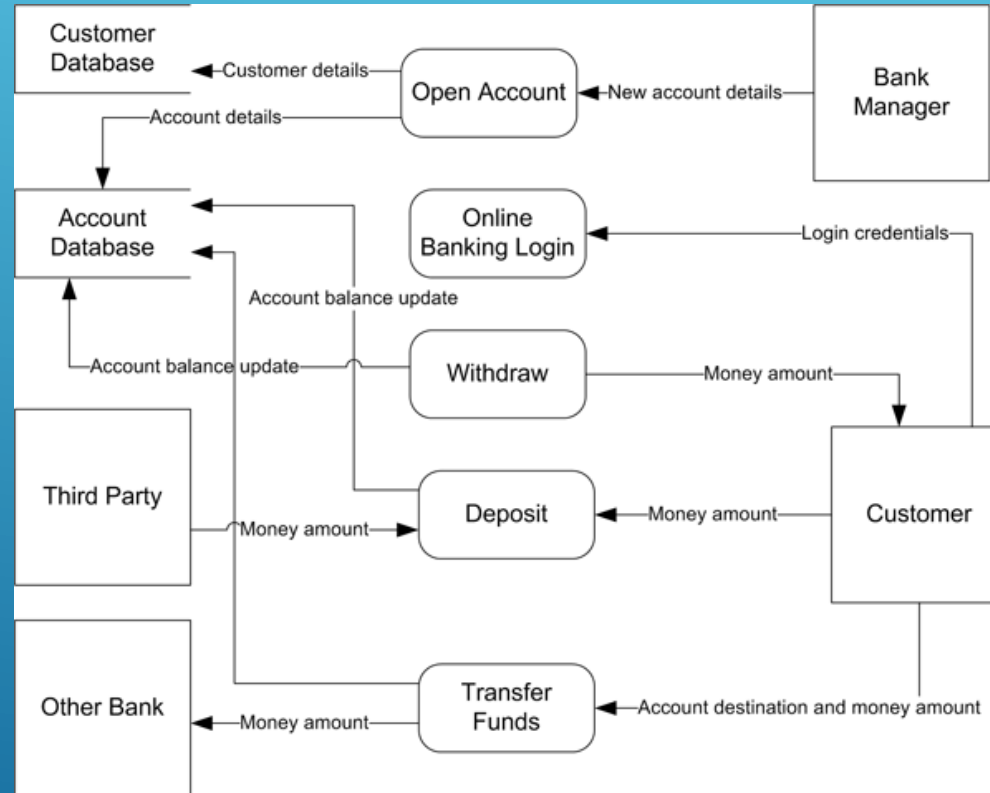 Customer
Database
Customer details
Open Account
New account details
Bank
Manager
Account details
Account
Database
Online
Banking Login
Login credentials
Account balance update
Account balance update
Withdraw
Money amount
Third Party
Money amount
Deposit
Money amount
Customer
Other Bank
Money amount
Transfer
Funds
Account destination and money amount